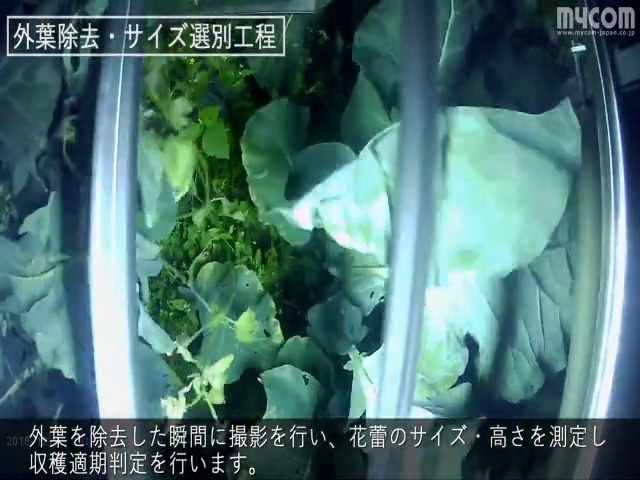 外葉除去・サイズ選別工程
mycom
www.mycom-japan.co.jp
外葉を除去した瞬間に撮影を行い、花蕾のサイズ・高さを測定し
収穫適期判定を行います。